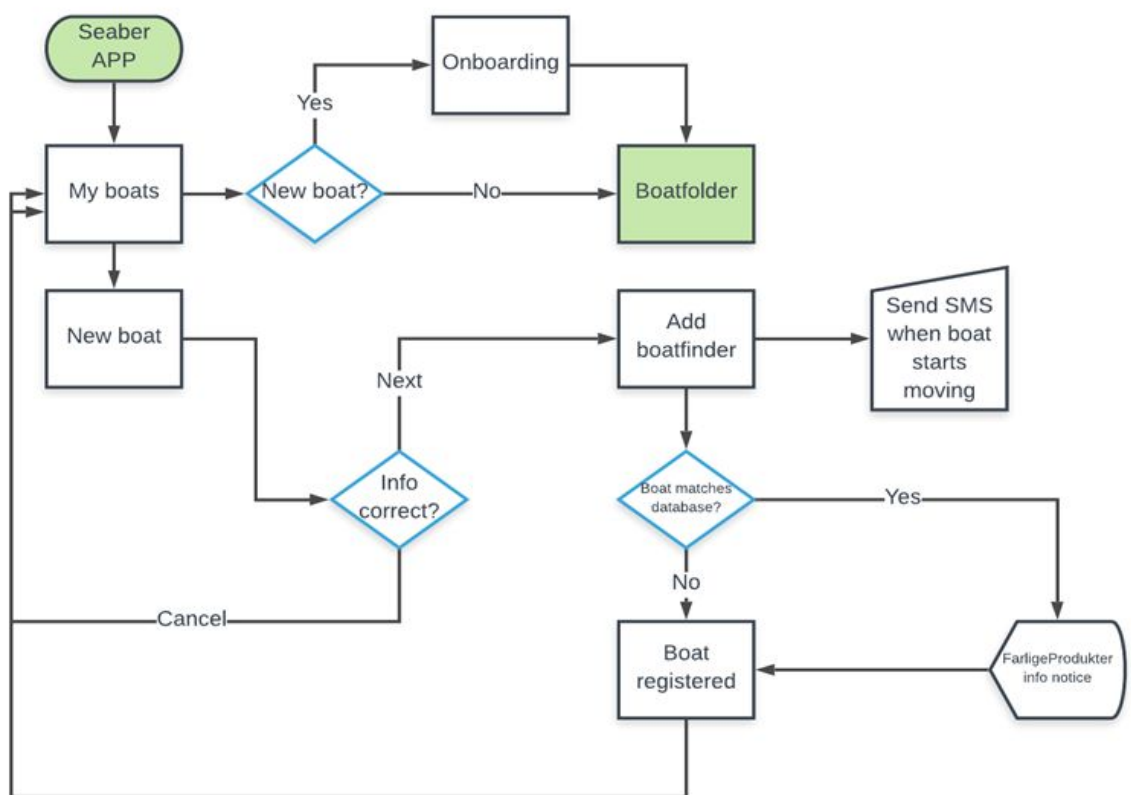 Seaber
APP
Onboarding
Yes
My boats
New boat?
No
Boatfolder
New boat
Add
boatfinder
Send SMS
when boat
starts
moving
Next
Info
correct?
Boat matches
database?
Yes
No
Cancel
Boat
registered
FarligeProdukter
info notice